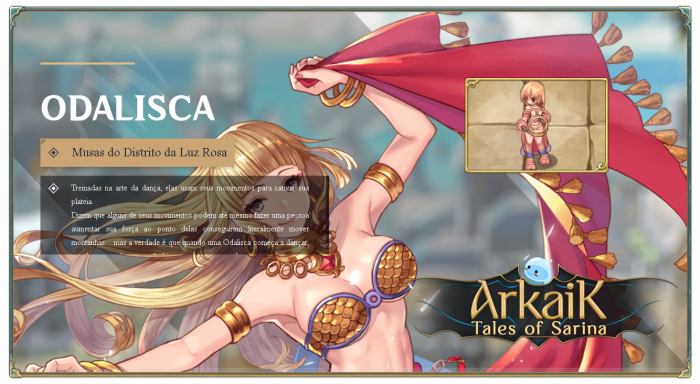 ODALISCA
Musas do Distrito da Luz Rosa
Treinadas na arte da dança, elas usam seus movimentos para cativar sua
plateia.
Dizem que alguns de seus movimentos podem até mesmo fazer uma pessoa
aumentar sua força ao ponto delas conseguirem literalmente mover
montanhas mas a verdade é que quando uma Odalisca começa a dançar,
ArkaiK
Tales of Sarina